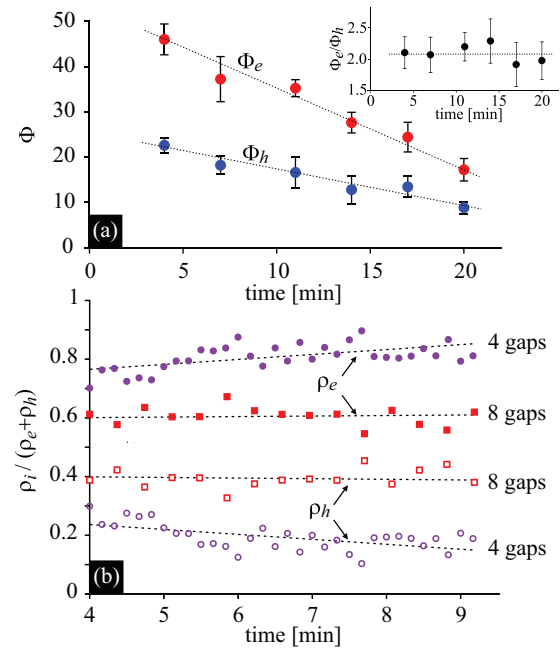 50
40
30
20
10
0
Φ
Φe
Φh
(a)
0
5
10
15
20
time [min]
Φe/Φh
2.5
2.0
1.5
0
5
10
15
20
time [min]
1
0.8
0.6
0.4
0.2
0
ρi / (ρe+ρh)
4 gaps
ρe
8 gaps
8 gaps
ρh
4 gaps
(b)
4
5
6
7
8
9
time [min]